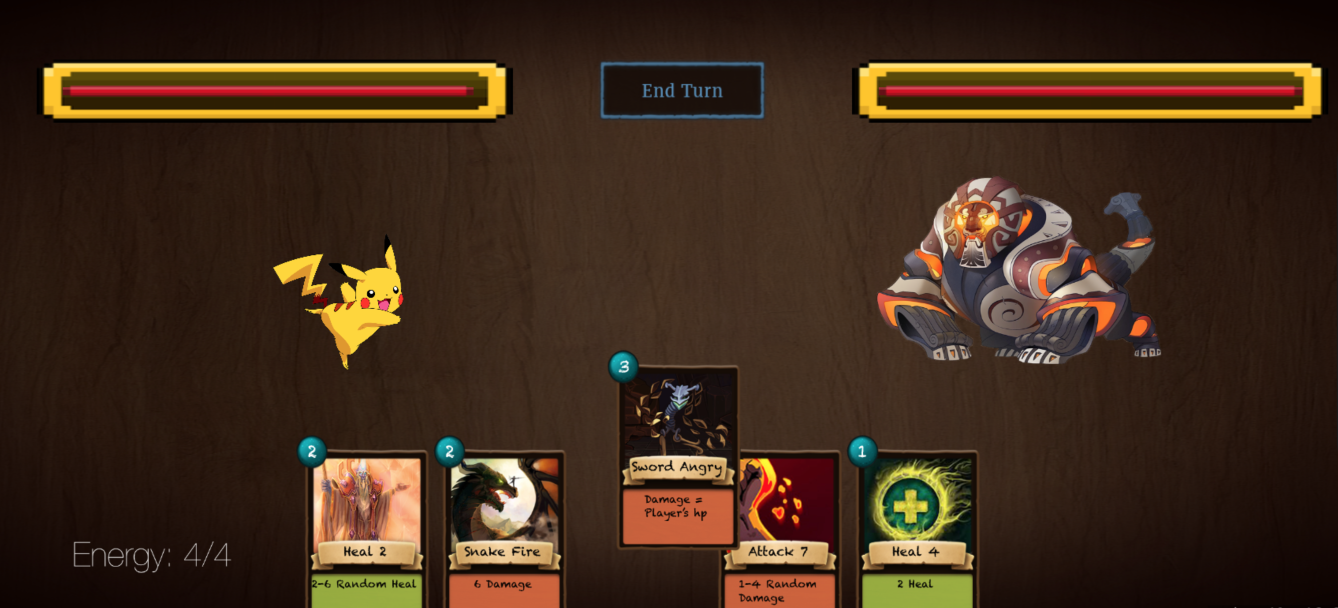 End Turn
3
Sword Angry
Damage =
Player's hp
2
Heal 2
2-6 Random Heal
2
Snake Fire
6 Damage
Attack 7
1-4 Random
Damage
1
Heal 4
2 Heal
Energy: 4/4